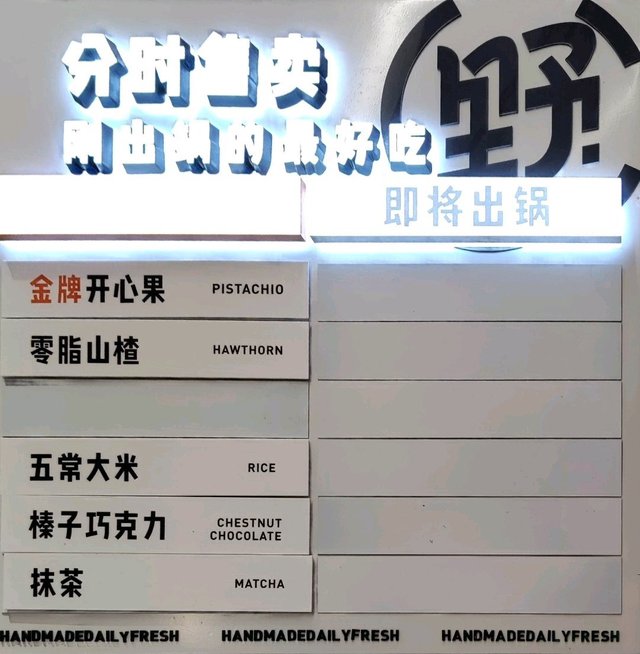 分时售卖
刚出锅的最好吃
野
即将出锅
金牌开心果 PISTACHIO
零脂山楂 HAWTHORN
五常大米 RICE
榛子巧克力 CHESTNUT
CHOCOLATE
抹茶 MATCHA
HANDMADEDAILYFRESH HANDMADEDAILYFRESH HANDMADEDAILYFRESH